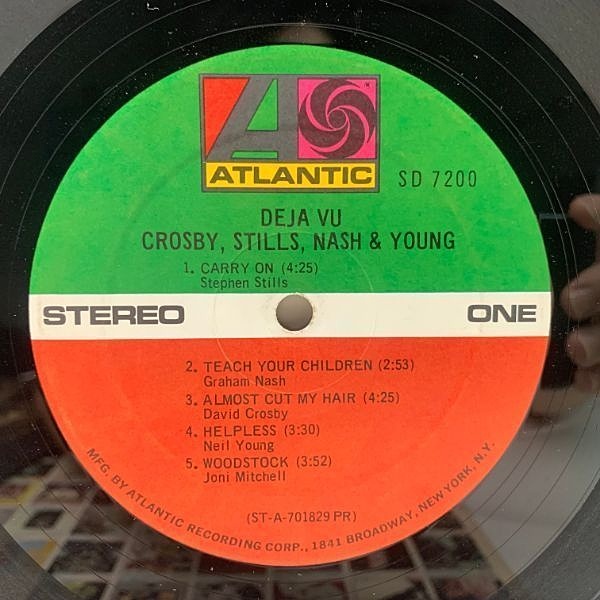 ATLANTIC
SD 7200
DEJA VU
CROSBY, STILLS, NASH & YOUNG
1. CARRY ON (4:25)
Stephen Stills
STEREO ONE
2. TEACH YOUR CHILDREN (2:53)
Graham Nash
3. ALMOST CUT MY HAIR (4:25)
David Crosby
4. HELPLESS (3:30)
Neil Young
5. WOODSTOCK (3:52)
Joni Mitchell
(ST-A-701829 PR)
MFG. BY ATLANTIC RECORDING CORP., 1841 BROADWAY, NEW YORK, N.Y.